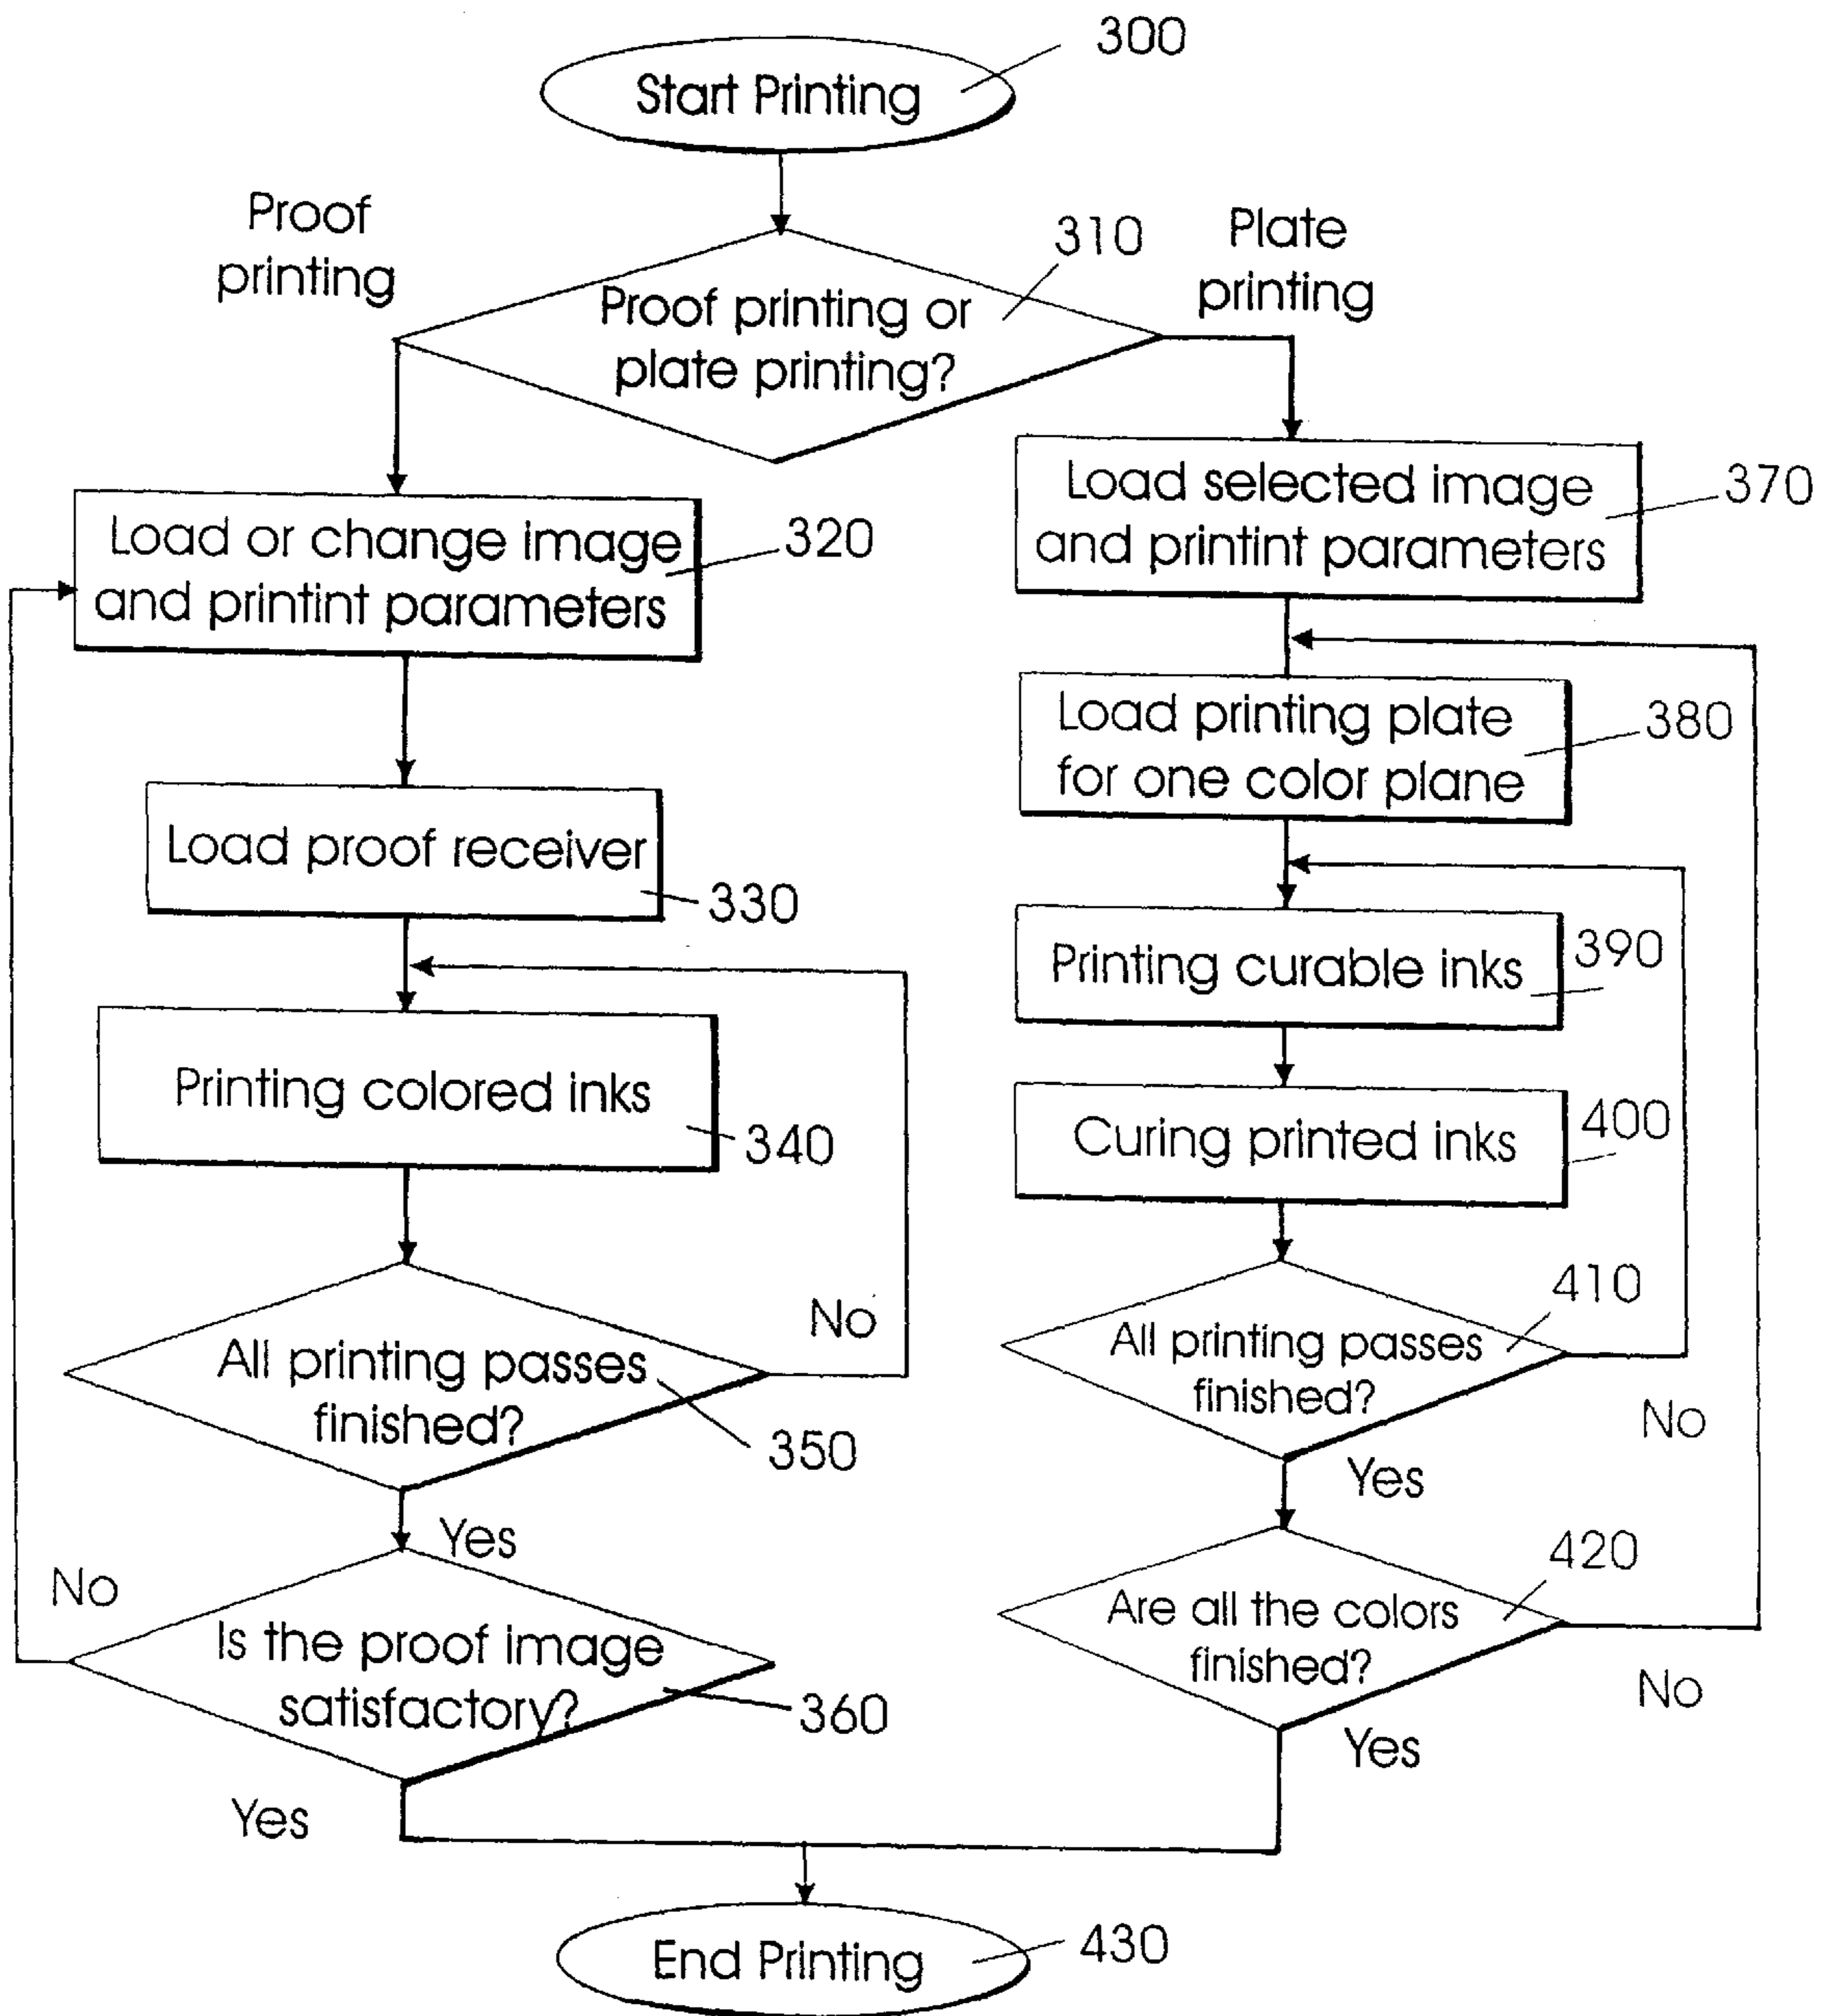 300
Start Printing
Proof
printing
310
Plate
printing
Proof printing or
plate printing?
Load or change image
and printint parameters
320
Load selected image
and printint parameters
370
Load proof receiver
330
Load printing plate
for one color plane
380
Printing colored inks
340
Printing curable inks
390
Curing printed inks
400
All printing passes
finished?
350
No
Yes
All printing passes
finished?
410
No
Yes
Is the proof image
satisfactory?
360
No
Yes
Are all the colors
finished?
420
No
Yes
End Printing
430